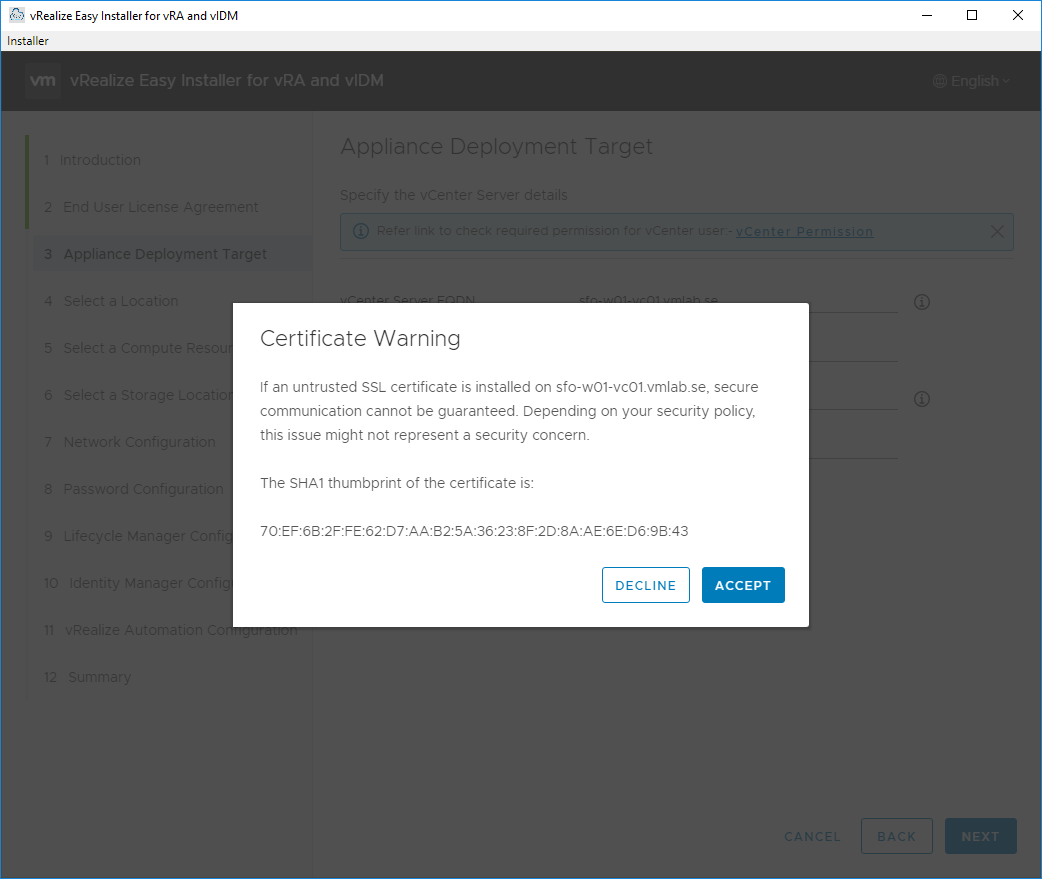 vRealize Easy Installer for vRA and vIDM
Installer
vm vRealize Easy Installer for vRA and vIDM
English
1 Introduction
2 End User License Agreement
3 Appliance Deployment Target
4 Select a Location
5 Select a Compute Resour
6 Select a Storage Location
7 Network Configuration
8 Password Configuration
9 Lifecycle Manager Config
10 Identity Manager Config
11 vRealize Automation Configuration
12 Summary
Appliance Deployment Target
Specify the vCenter Server details
Refer link to check required permission for vCenter user:- vCenter Permission
vCenter Server FQDN sfo-w01-vc01.vmlab.se
Certificate Warning
If an untrusted SSL certificate is installed on sfo-w01-vc01.vmlab.se, secure
communication cannot be guaranteed. Depending on your security policy,
this issue might not represent a security concern.
The SHA1 thumbprint of the certificate is:
70:EF:6B:2F:FE:62:D7:AA:B2:5A:36:23:8F:2D:8A:AE:6E:D6:9B:43
DECLINE ACCEPT
CANCEL BACK NEXT